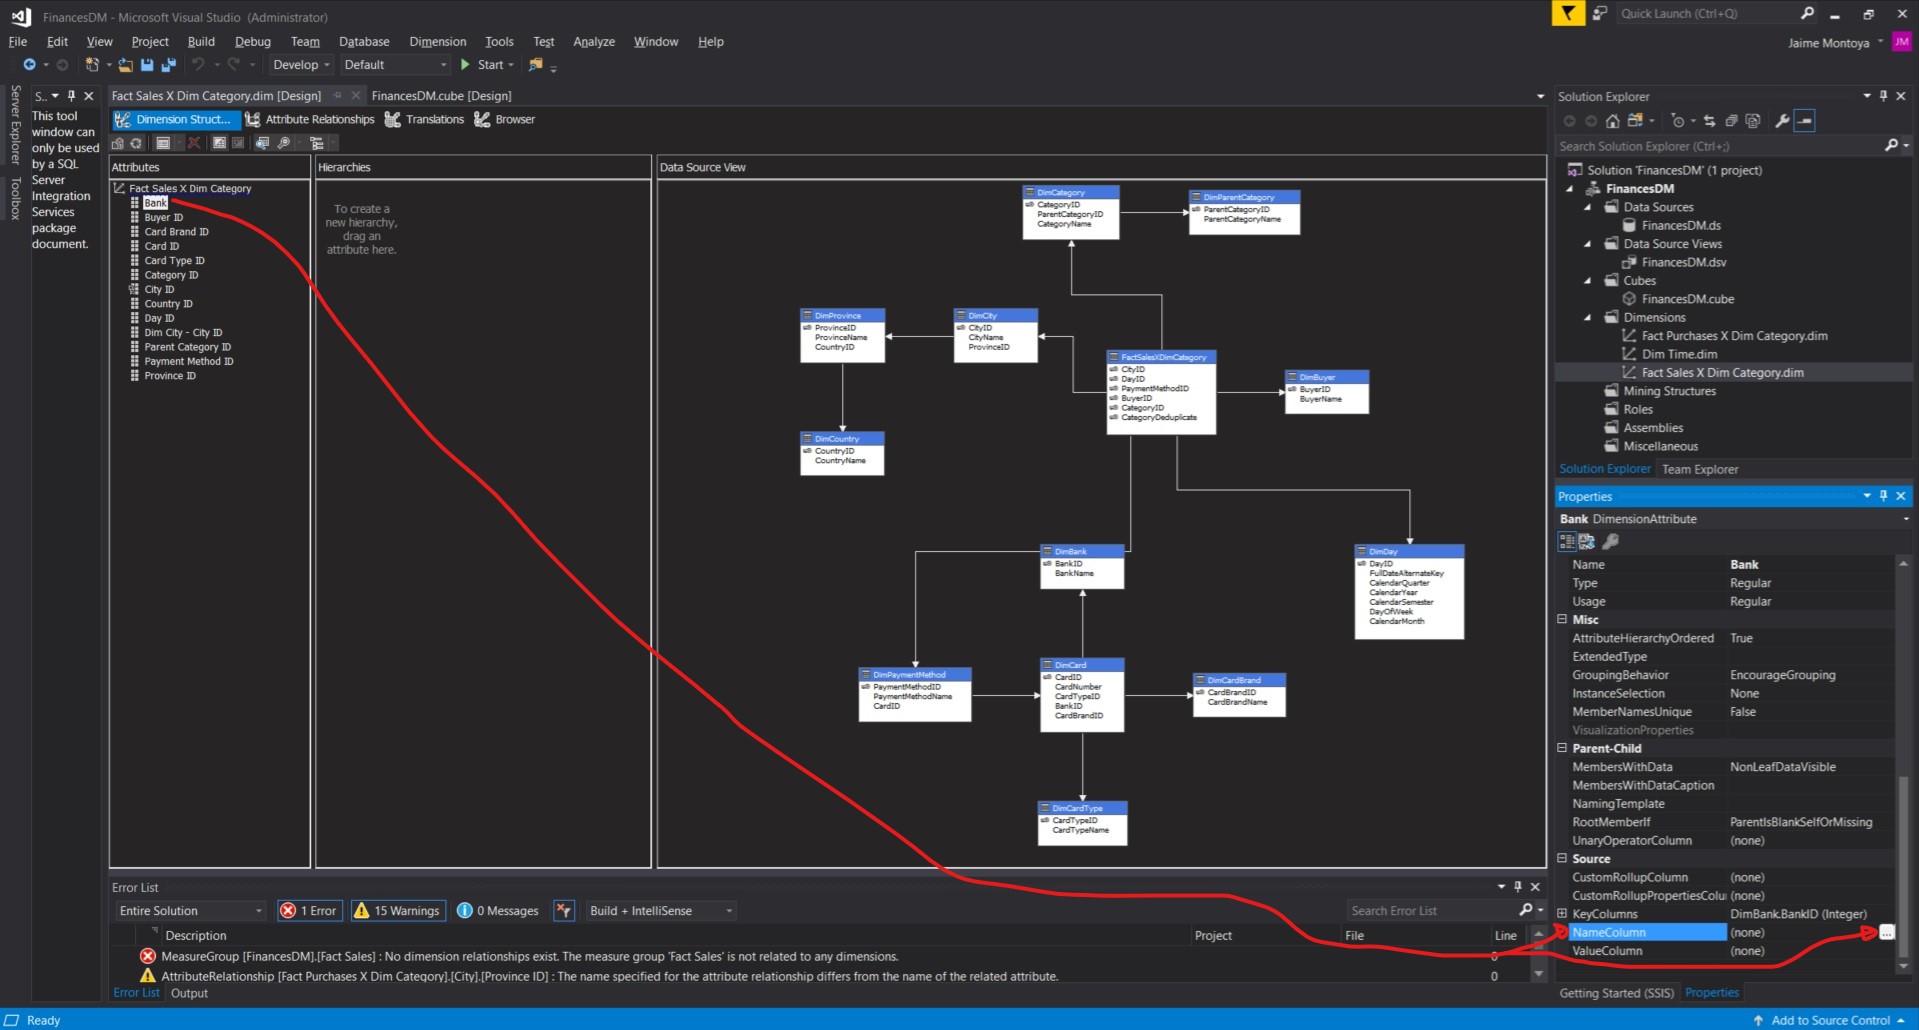 FinancesDM - Microsoft Visual Studio (Administrator)
Quick Launch (Ctrl+Q)
File Edit View Project Build Debug Team Database Dimension Tools Test Analyze Window Help
Jaime Montoya JM
Develop Default Start
Server Explorer
Toolbox
S..
This tool
window can
only be used
by a SQL
Server
Integration
Services
package
document.
Fact Sales X Dim Category.dim [Design] FinancesDM.cube [Design]
Dimension Struct... Attribute Relationships Translations Browser
Attributes
Fact Sales X Dim Category
Bank
Buyer ID
Card Brand ID
Card ID
Card Type ID
Category ID
City ID
Country ID
Day ID
Dim City - City ID
Parent Category ID
Payment Method ID
Province ID
Hierarchies
To create a
new hierarchy,
drag an
attribute here.
Data Source View
DimCategory
CategoryID
ParentCategoryID
CategoryName
DimParentCategory
ParentCategoryID
ParentCategoryName
DimProvince
ProvinceID
ProvinceName
CountryID
DimCity
CityID
CityName
ProvinceID
FactSalesXDimCategory
CityID
DayID
PaymentMethodID
BuyerID
CategoryID
CategoryDeduplicate
DimBuyer
BuyerID
BuyerName
DimCountry
CountryID
CountryName
DimBank
BankID
BankName
DimDay
DayID
FullDateAlternateKey
CalendarQuarter
CalendarYear
CalendarSemester
DayOfWeek
CalendarMonth
DimPaymentMethod
PaymentMethodID
PaymentMethodName
CardID
DimCard
CardID
CardNumber
CardTypeID
BankID
CardBrandID
DimCardBrand
CardBrandID
CardBrandName
DimCardType
CardTypeID
CardTypeName
Error List
Entire Solution 1 Error 15 Warnings 0 Messages Build + IntelliSense Search Error List
Description Project File Line
MeasureGroup [FinancesDM].[Fact Sales] : No dimension relationships exist. The measure group 'Fact Sales' is not related to any dimensions. 0
AttributeRelationship [Fact Purchases X Dim Category].[City].[Province ID] : The name specified for the attribute relationship differs from the name of the related attribute. 0
Error List Output
Solution Explorer
Search Solution Explorer (Ctrl+;)
Solution 'FinancesDM' (1 project)
FinancesDM
Data Sources
FinancesDM.ds
Data Source Views
FinancesDM.dsv
Cubes
FinancesDM.cube
Dimensions
Fact Purchases X Dim Category.dim
Dim Time.dim
Fact Sales X Dim Category.dim
Mining Structures
Roles
Assemblies
Miscellaneous
Solution Explorer Team Explorer
Properties
Bank DimensionAttribute
Name Bank
Type Regular
Usage Regular
Misc
AttributeHierarchyOrdered True
ExtendedType
GroupingBehavior EncourageGrouping
InstanceSelection None
MemberNamesUnique False
VisualizationProperties
Parent-Child
MembersWithData NonLeafDataVisible
MembersWithDataCaption
NamingTemplate
RootMemberIf ParentIsBlankSelfOrMissing
UnaryOperatorColumn (none)
Source
CustomRollupColumn (none)
CustomRollupPropertiesColu (none)
KeyColumns DimBank.BankID (Integer)
NameColumn (none) ...
ValueColumn (none)
Getting Started (SSIS) Properties
Ready
Add to Source Control